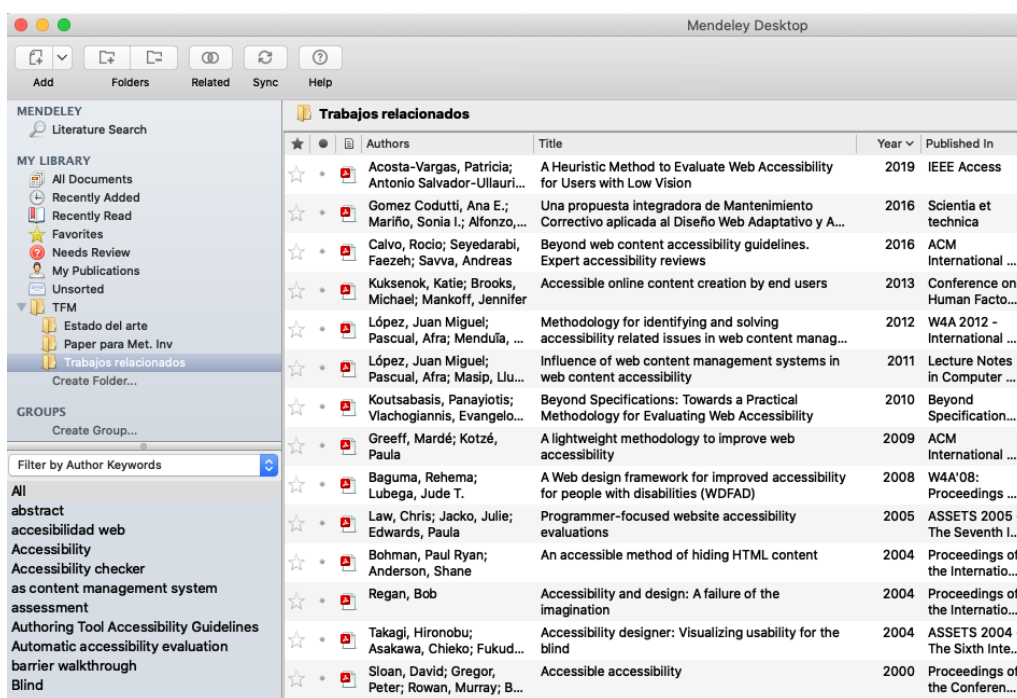 Mendeley Desktop
Add
Folders
Related
Sync
Help
MENDELEY
Literature Search
MY LIBRARY
All Documents
Recently Added
Recently Read
Favorites
Needs Review
My Publications
Unsorted
TFM
Estado del arte
Paper para Met. Inv
Trabajos relacionados
Create Folder...
GROUPS
Create Group...
Filter by Author Keywords
All
abstract
accesibilidad web
Accessibility
Accessibility checker
as content management system
assessment
Authoring Tool Accessibility Guidelines
Automatic accessibility evaluation
barrier walkthrough
Blind
Trabajos relacionados
Authors Title Year Published In
Acosta-Vargas, Patricia; A Heuristic Method to Evaluate Web Accessibility 2019 IEEE Access
Antonio Salvador-Ullauri... for Users with Low Vision
Gomez Codutti, Ana E.; Una propuesta integradora de Mantenimiento 2016 Scientia et
Mariño, Sonia I.; Alfonzo,... Correctivo aplicada al Diseño Web Adaptativo y A... technica
Calvo, Rocio; Seyedarabi, Beyond web content accessibility guidelines. 2016 ACM
Faezeh; Savva, Andreas Expert accessibility reviews International ...
Kuksenok, Katie; Brooks, Accessible online content creation by end users 2013 Conference on
Michael; Mankoff, Jennifer Human Facto...
López, Juan Miguel; Methodology for identifying and solving 2012 W4A 2012 -
Pascual, Afra; Menduĩa, ... accessibility related issues in web content manag... International ...
López, Juan Miguel; Influence of web content management systems in 2011 Lecture Notes
Pascual, Afra; Masip, Llu... web content accessibility in Computer ...
Koutsabasis, Panayiotis; Beyond Specifications: Towards a Practical 2010 Beyond
Vlachogiannis, Evangelo... Methodology for Evaluating Web Accessibility Specification...
Greeff, Mardé; Kotzé, A lightweight methodology to improve web 2009 ACM
Paula accessibility International ...
Baguma, Rehema; A Web design framework for improved accessibility 2008 W4A'08:
Lubega, Jude T. for people with disabilities (WDFAD) Proceedings ...
Law, Chris; Jacko, Julie; Programmer-focused website accessibility 2005 ASSETS 2005 -
Edwards, Paula evaluations The Seventh I...
Bohman, Paul Ryan; An accessible method of hiding HTML content 2004 Proceedings of
Anderson, Shane the Internatio...
Regan, Bob Accessibility and design: A failure of the 2004 Proceedings of
imagination the Internatio...
Takagi, Hironobu; Accessibility designer: Visualizing usability for the 2004 ASSETS 2004 -
Asakawa, Chieko; Fukud... blind The Sixth Inte...
Sloan, David; Gregor, Accessible accessibility 2000 Proceedings of
Peter; Rowan, Murray; B... the Conferen...